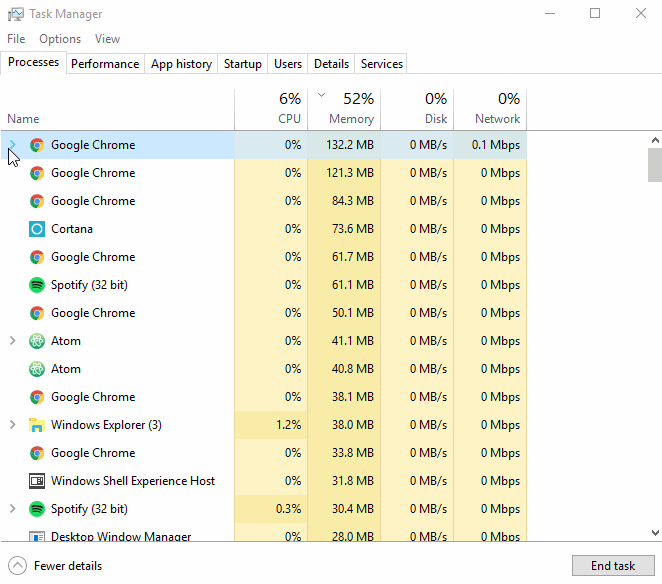 Task Manager
File Options View
Processes Performance App history Startup Users Details Services
6% 52% 0% 0%
Name CPU Memory Disk Network
Google Chrome 0% 132.2 MB 0 MB/s 0.1 Mbps
Google Chrome 0% 121.3 MB 0 MB/s 0 Mbps
Google Chrome 0% 84.3 MB 0 MB/s 0 Mbps
Cortana 0% 73.6 MB 0 MB/s 0 Mbps
Google Chrome 0% 61.7 MB 0 MB/s 0 Mbps
Spotify (32 bit) 0% 61.1 MB 0 MB/s 0 Mbps
Google Chrome 0% 50.1 MB 0 MB/s 0 Mbps
Atom 0% 41.1 MB 0 MB/s 0 Mbps
Atom 0% 40.8 MB 0 MB/s 0 Mbps
Google Chrome 0% 38.1 MB 0 MB/s 0 Mbps
Windows Explorer (3) 1.2% 38.0 MB 0 MB/s 0 Mbps
Google Chrome 0% 33.8 MB 0 MB/s 0 Mbps
Windows Shell Experience Host 0% 31.8 MB 0 MB/s 0 Mbps
Spotify (32 bit) 0.3% 30.4 MB 0 MB/s 0 Mbps
Desktop Window Manager 0% 28.0 MB 0 MB/s 0 Mbps
Fewer details End task